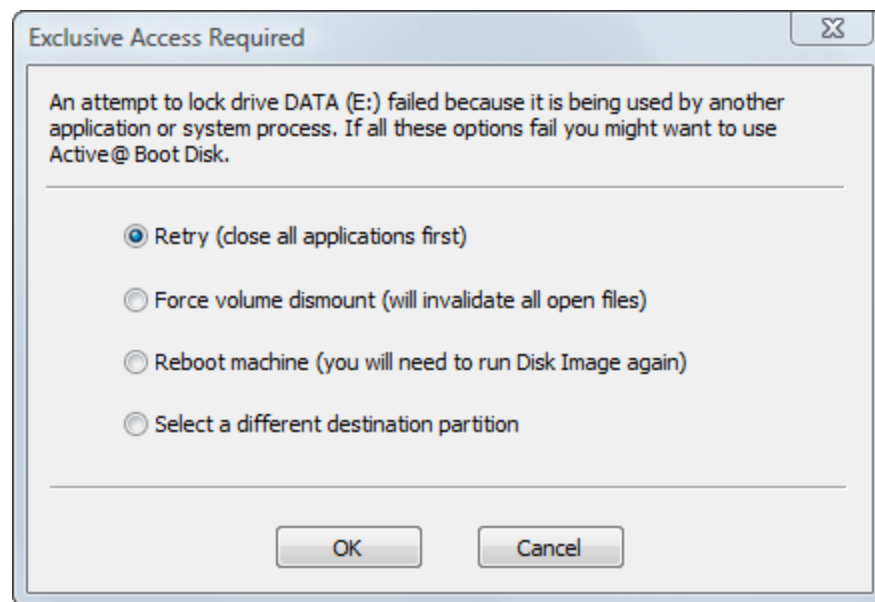 Exclusive Access Required
An attempt to lock drive DATA (E:) failed because it is being used by another
application or system process. If all these options fail you might want to use
Active@ Boot Disk.
Retry (close all applications first)
Force volume dismount (will invalidate all open files)
Reboot machine (you will need to run Disk Image again)
Select a different destination partition
OK Cancel